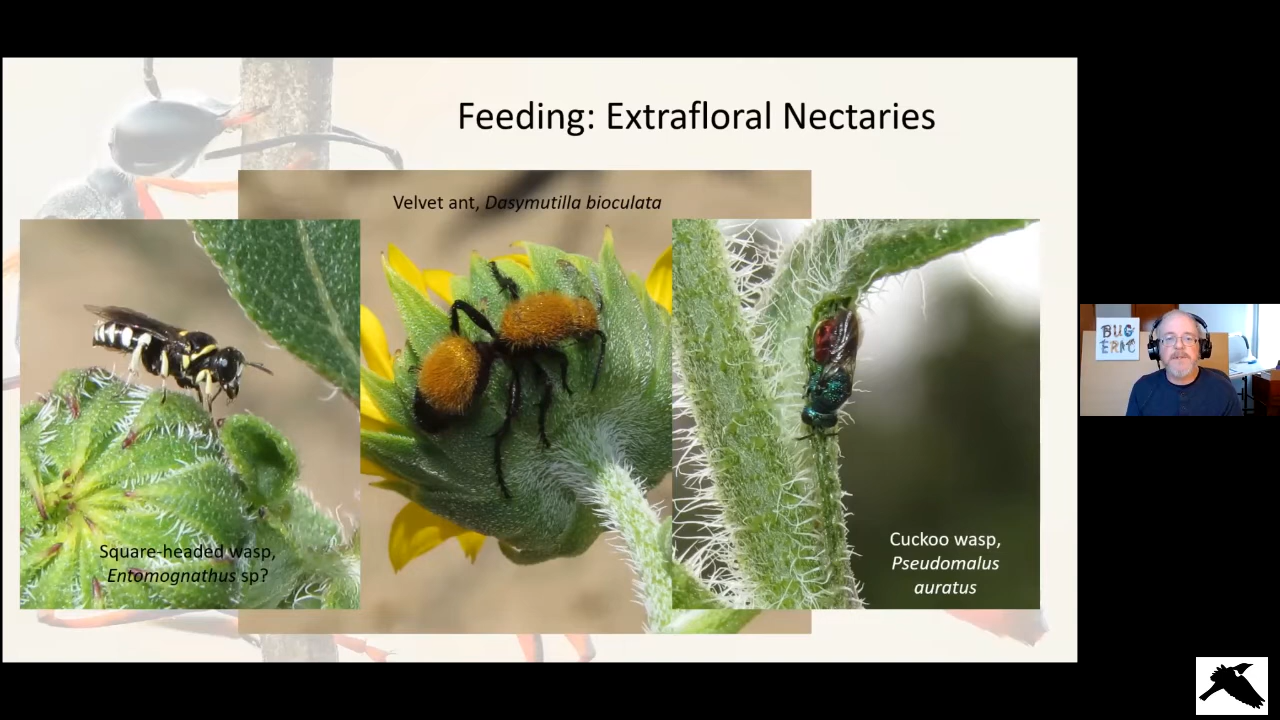 Feeding: Extrafloral Nectaries
Velvet ant, Dasymutilla bioculata
Square-headed wasp,
Entomognathus sp?
Cuckoo wasp,
Pseudomalus
auratus
BUG
ERIC